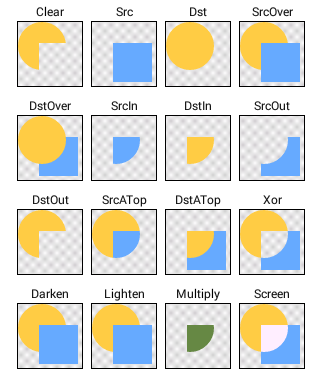 Clear Src Dst SrcOver
DstOver SrcIn DstIn SrcOut
DstOut SrcATop DstATop Xor
Darken Lighten Multiply Screen